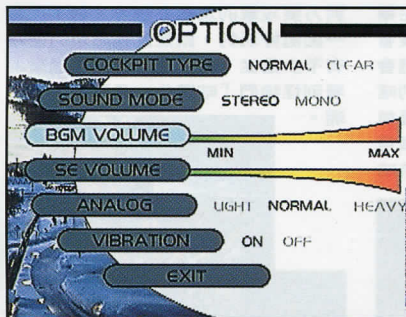 OPTION
COCKPIT TYPE NORMAL CLEAR
SOUND MODE STEREO MONO
BGM VOLUME
MIN MAX
SE VOLUME
ANALOG LIGHT NORMAL HEAVY
VIBRATION ON OFF
EXIT